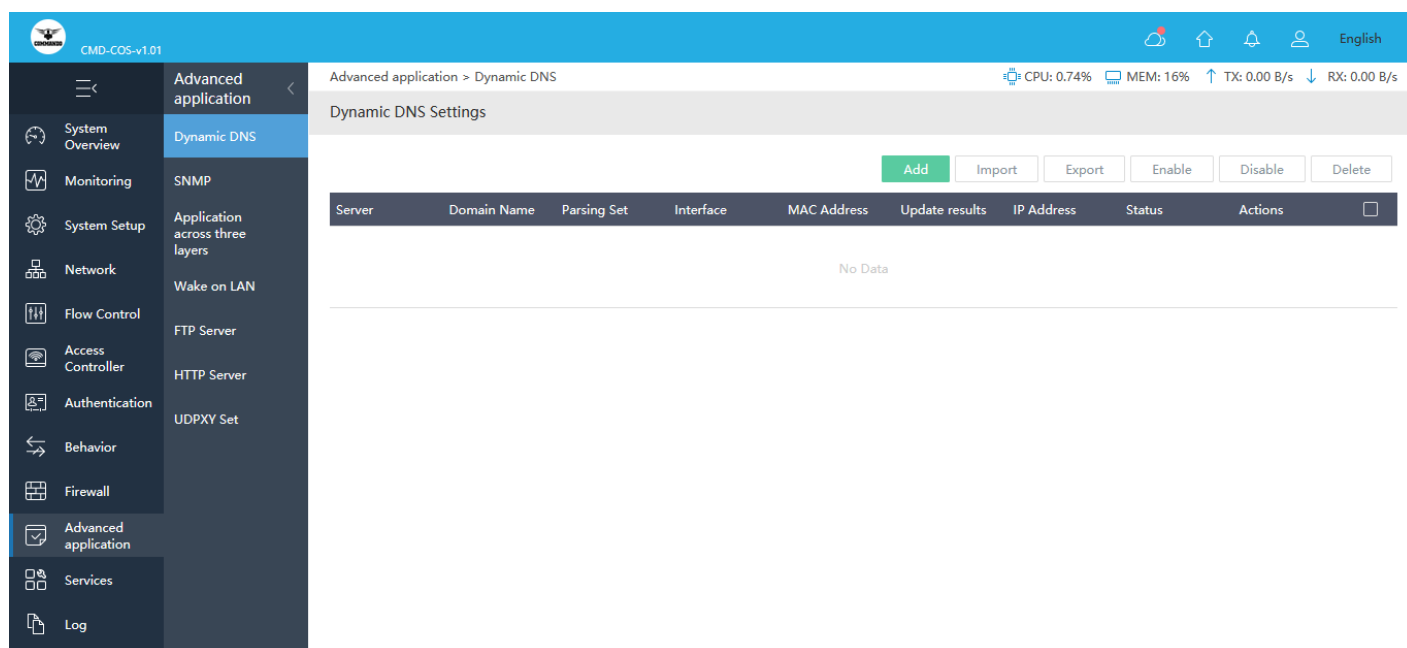 COMMANDO
CMD-COS-v1.01
English
Advanced
application
Advanced application > Dynamic DNS
CPU: 0.74%
MEM: 16%
TX: 0.00 B/s
RX: 0.00 B/s
Dynamic DNS Settings
System
Overview
Monitoring
System Setup
Network
Flow Control
Access
Controller
Authentication
Behavior
Firewall
Advanced
application
Services
Log
Dynamic DNS
SNMP
Application
across three
layers
Wake on LAN
FTP Server
HTTP Server
UDPXY Set
Add Import Export Enable Disable Delete
Server Domain Name Parsing Set Interface MAC Address Update results IP Address Status Actions
No Data